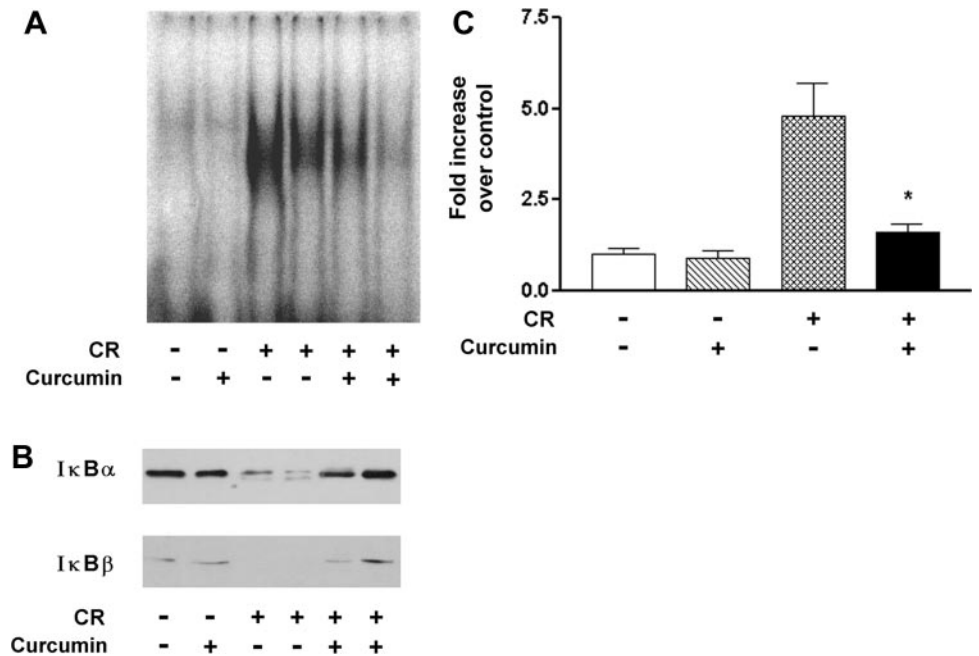 A
CR - - + + + +
Curcumin - + - - + +
B
IκBα
IκBβ
CR - - + + + +
Curcumin - + - - + +
C
Fold increase
over control
7.5
5.0
2.5
0.0
*
CR - - + +
Curcumin - + - +